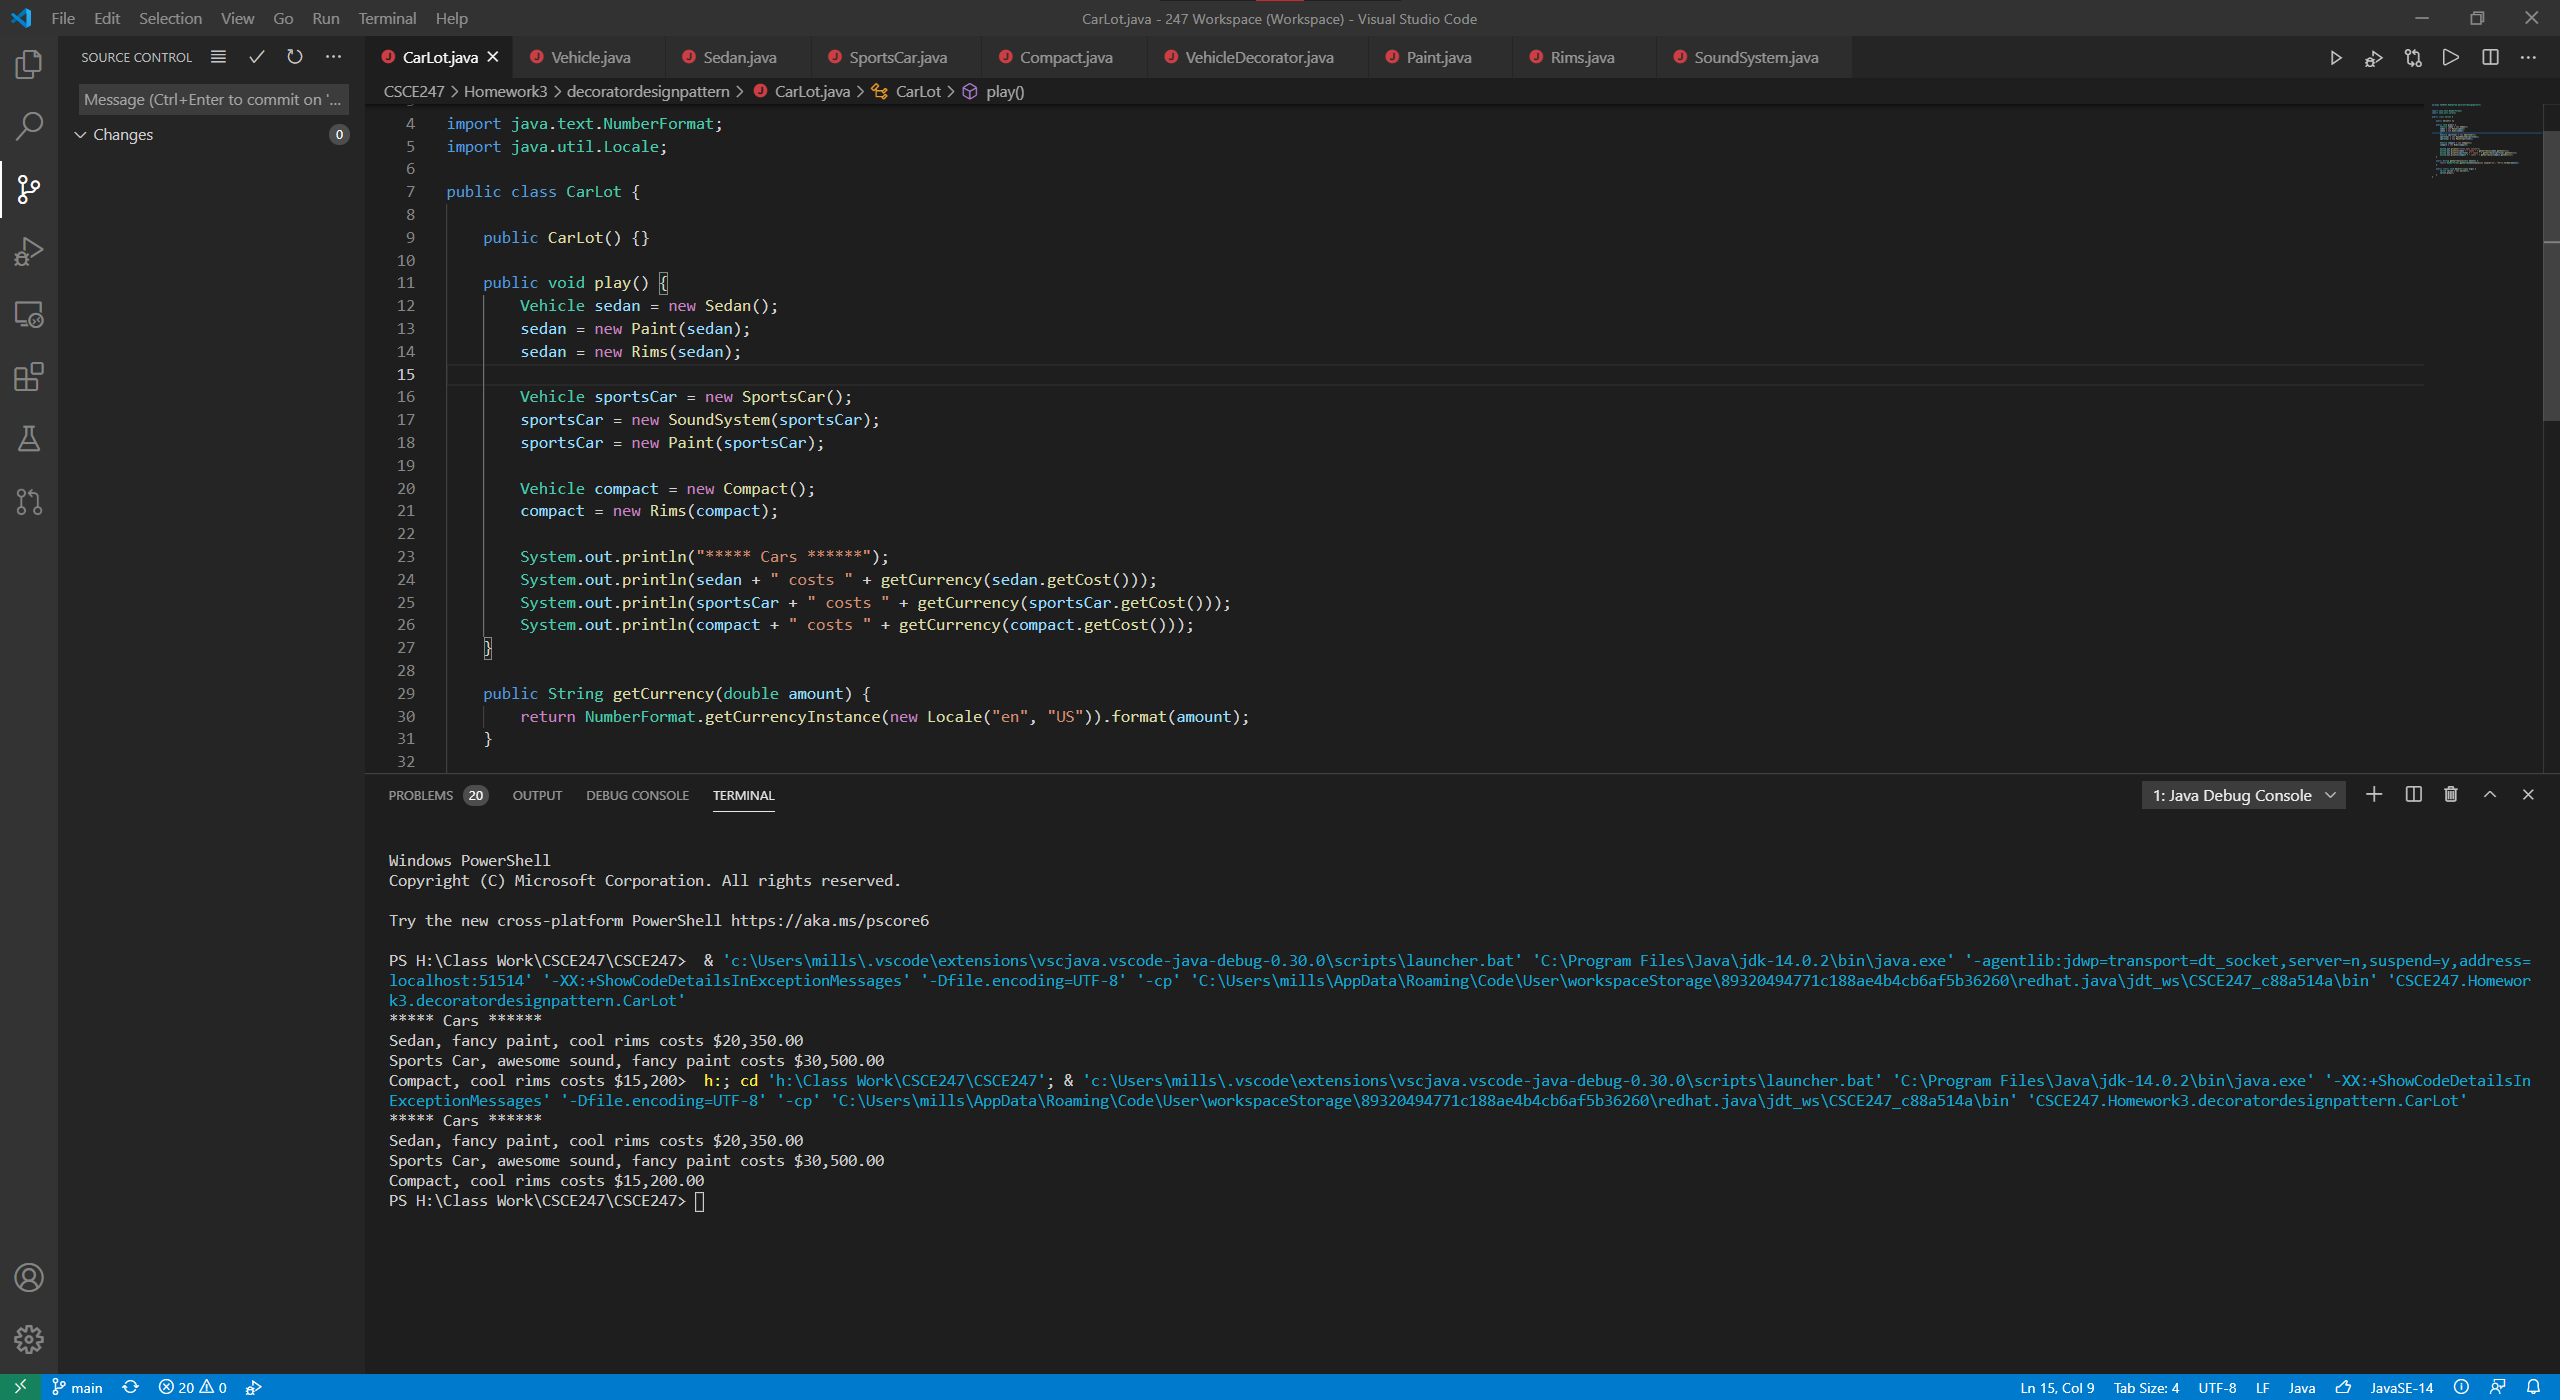 File Edit Selection View Go Run Terminal Help
CarLot.java - 247 Workspace (Workspace) - Visual Studio Code
SOURCE CONTROL
CarLot.java Vehicle.java Sedan.java SportsCar.java Compact.java VehicleDecorator.java Paint.java Rims.java SoundSystem.java
Message (Ctrl+Enter to commit on '...
Changes 0
CSCE247 > Homework3 > decoratordesignpattern > CarLot.java > CarLot > play()
4 import java.text.NumberFormat;
5 import java.util.Locale;
6
7 public class CarLot {
8
9 public CarLot() {}
10
11 public void play() {
12 Vehicle sedan = new Sedan();
13 sedan = new Paint(sedan);
14 sedan = new Rims(sedan);
15
16 Vehicle sportsCar = new SportsCar();
17 sportsCar = new SoundSystem(sportsCar);
18 sportsCar = new Paint(sportsCar);
19
20 Vehicle compact = new Compact();
21 compact = new Rims(compact);
22
23 System.out.println("***** Cars ******");
24 System.out.println(sedan + " costs " + getCurrency(sedan.getCost()));
25 System.out.println(sportsCar + " costs " + getCurrency(sportsCar.getCost()));
26 System.out.println(compact + " costs " + getCurrency(compact.getCost()));
27 }
28
29 public String getCurrency(double amount) {
30 return NumberFormat.getCurrencyInstance(new Locale("en", "US")).format(amount);
31 }
32
PROBLEMS 20 OUTPUT DEBUG CONSOLE TERMINAL
1: Java Debug Console
Windows PowerShell
Copyright (C) Microsoft Corporation. All rights reserved.
Try the new cross-platform PowerShell https://aka.ms/pscore6
PS H:\Class Work\CSCE247\CSCE247> & 'c:\Users\mills\.vscode\extensions\vscjava.vscode-java-debug-0.30.0\scripts\launcher.bat' 'C:\Program Files\Java\jdk-14.0.2\bin\java.exe' '-agentlib:jdwp=transport=dt_socket,server=n,suspend=y,address=
localhost:51514' '-XX:+ShowCodeDetailsInExceptionMessages' '-Dfile.encoding=UTF-8' '-cp' 'C:\Users\mills\AppData\Roaming\Code\User\workspaceStorage\89320494771c188ae4b4cb6af5b36260\redhat.java\jdt_ws\CSCE247_c88a514a\bin' 'CSCE247.Homewor
k3.decoratordesignpattern.CarLot'
***** Cars ******
Sedan, fancy paint, cool rims costs $20,350.00
Sports Car, awesome sound, fancy paint costs $30,500.00
Compact, cool rims costs $15,200> h:; cd 'h:\Class Work\CSCE247\CSCE247'; & 'c:\Users\mills\.vscode\extensions\vscjava.vscode-java-debug-0.30.0\scripts\launcher.bat' 'C:\Program Files\Java\jdk-14.0.2\bin\java.exe' '-XX:+ShowCodeDetailsIn
ExceptionMessages' '-Dfile.encoding=UTF-8' '-cp' 'C:\Users\mills\AppData\Roaming\Code\User\workspaceStorage\89320494771c188ae4b4cb6af5b36260\redhat.java\jdt_ws\CSCE247_c88a514a\bin' 'CSCE247.Homework3.decoratordesignpattern.CarLot'
***** Cars ******
Sedan, fancy paint, cool rims costs $20,350.00
Sports Car, awesome sound, fancy paint costs $30,500.00
Compact, cool rims costs $15,200.00
PS H:\Class Work\CSCE247\CSCE247>
main 20 0 Ln 15, Col 9 Tab Size: 4 UTF-8 LF Java JavaSE-14